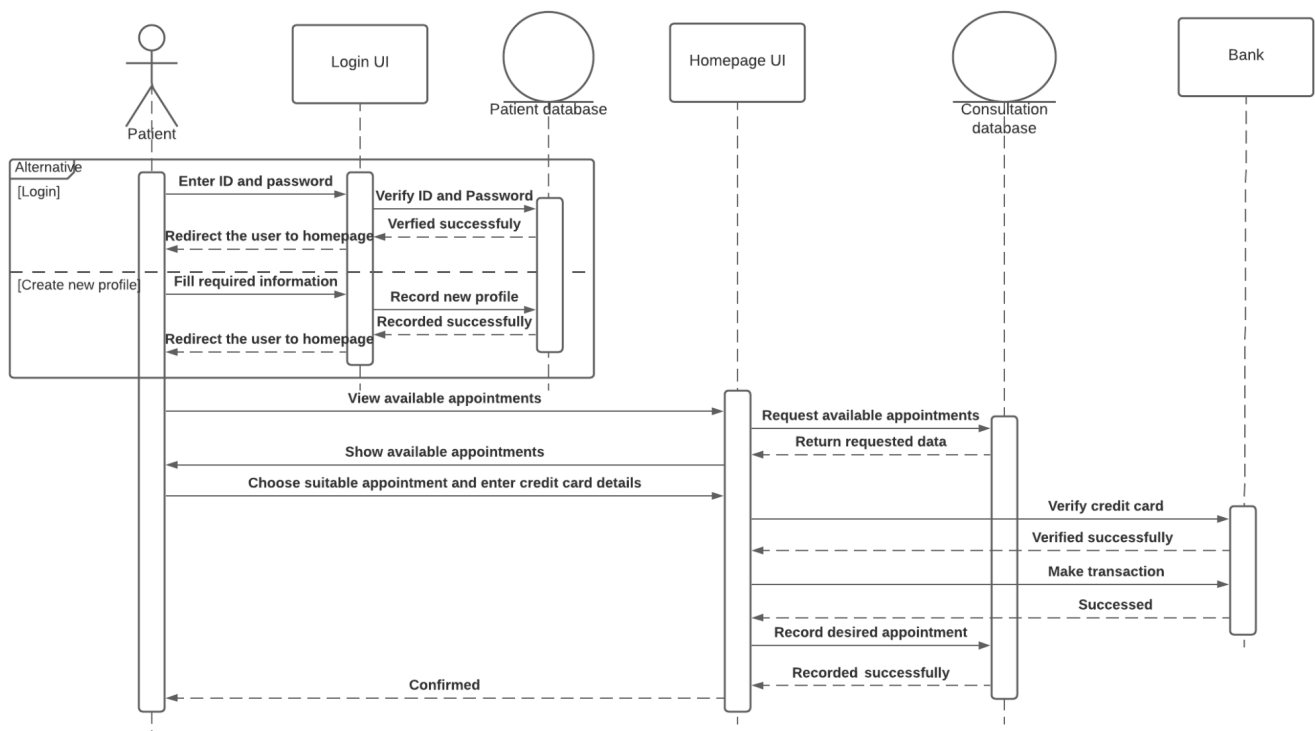 Login UI
Homepage UI
Bank
Patient database
Consultation
database
Patient
Alternative
[Login]
Enter ID and password
Verify ID and Password
Verfied successfuly
Redirect the user to homepage
[Create new profile]
Fill required information
Record new profile
Recorded successfully
Redirect the user to homepage
View available appointments
Request available appointments
Return requested data
Show available appointments
Choose suitable appointment and enter credit card details
Verify credit card
Verified successfully
Make transaction
Successed
Record desired appointment
Recorded successfully
Confirmed